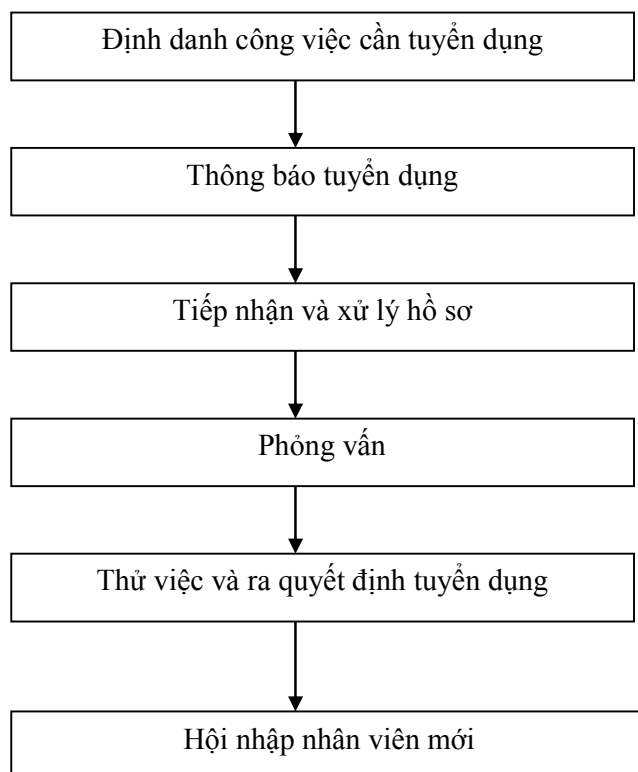 Định danh công việc cần tuyển dụng
Thông báo tuyển dụng
Tiếp nhận và xử lý hồ sơ
Phỏng vấn
Thử việc và ra quyết định tuyển dụng
Hội nhập nhân viên mới